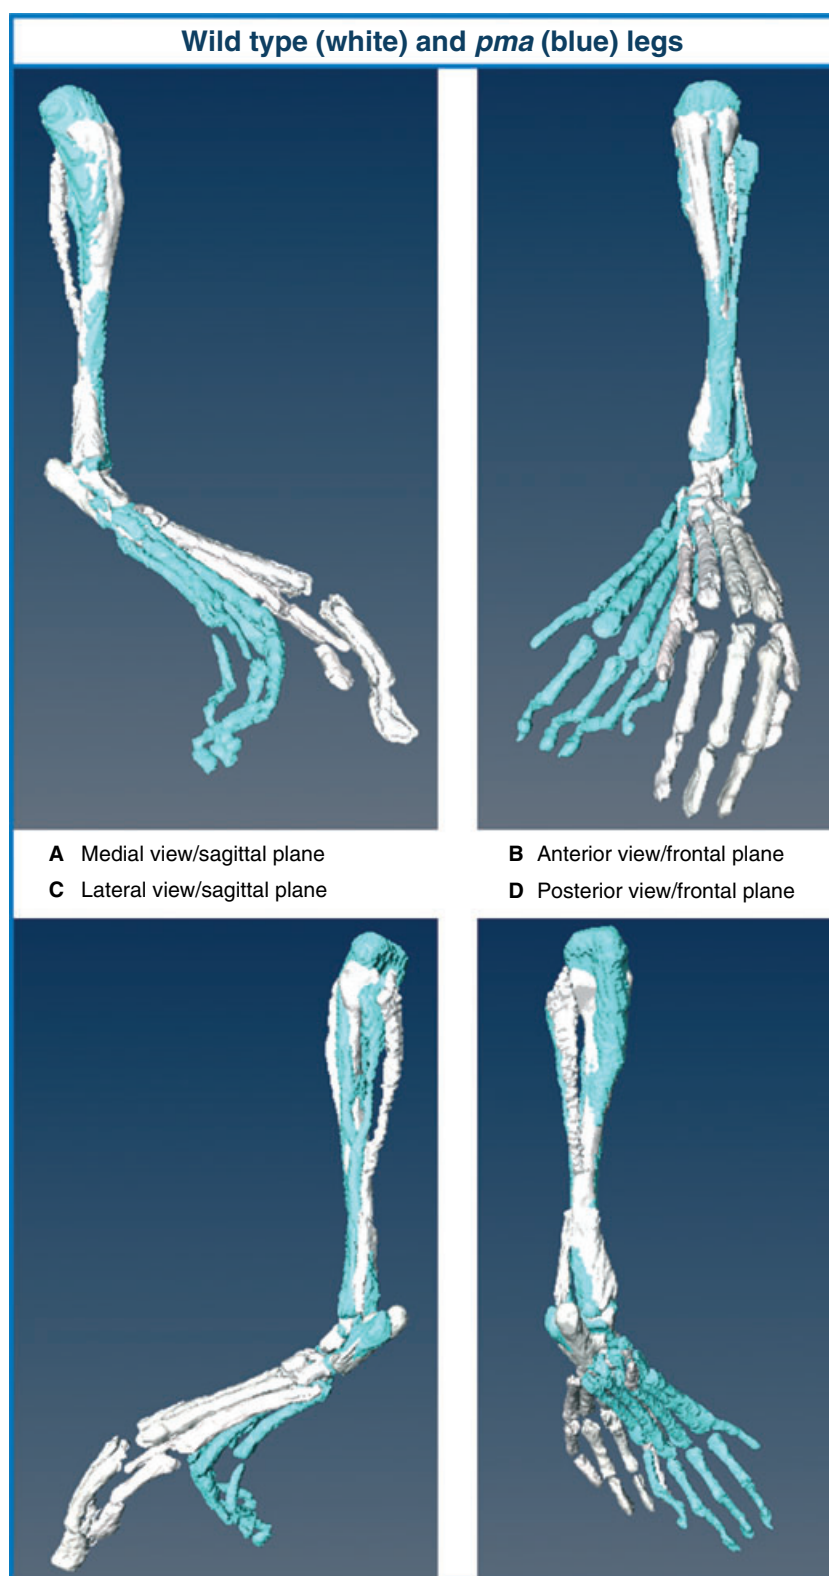 Wild type (white) and pma (blue) legs
A Medial view/sagittal plane
B Anterior view/frontal plane
C Lateral view/sagittal plane
D Posterior view/frontal plane